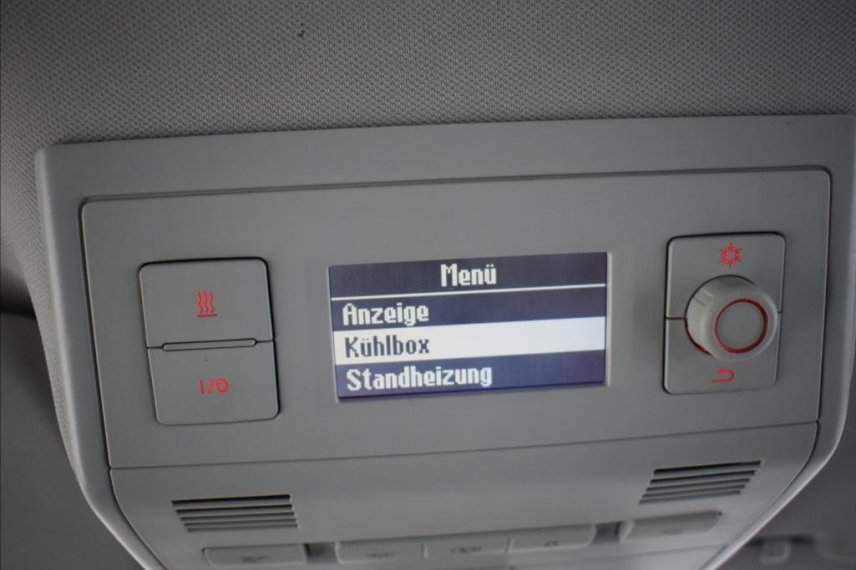 Menü
Anzeige
Kühlbox
Standheizung
I/O